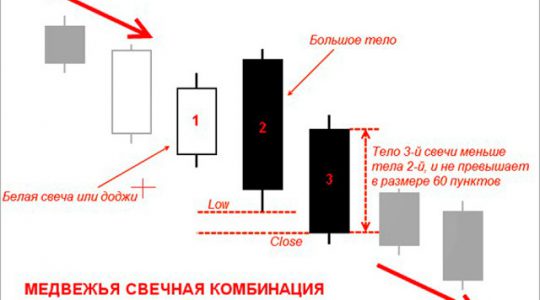 Большое тело
1
2
3
Тело 3-й свечи меньше
тела 2-й, и не превышает
в размере 60 пунктов
Белая свеча или доджи
Low
Close
МЕДВЕЖЬЯ СВЕЧНАЯ КОМБИНАЦИЯ